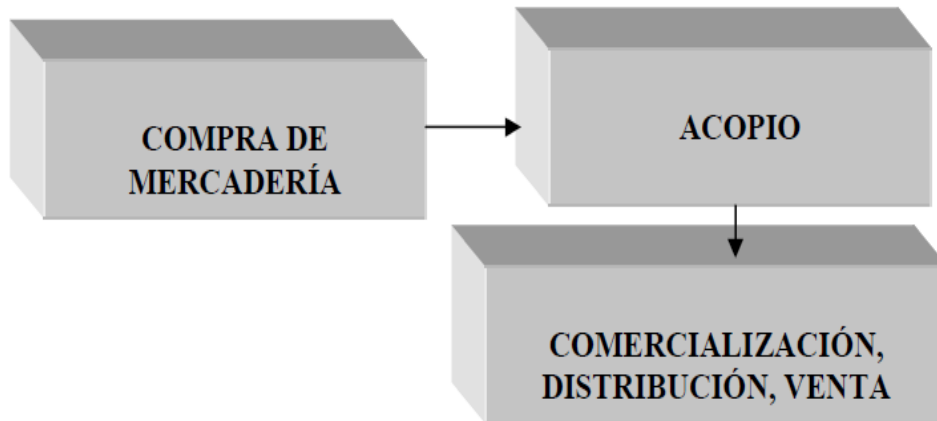 COMPRA DE
MERCADERÍA
ACOPIO
COMERCIALIZACIÓN,
DISTRIBUCIÓN, VENTA